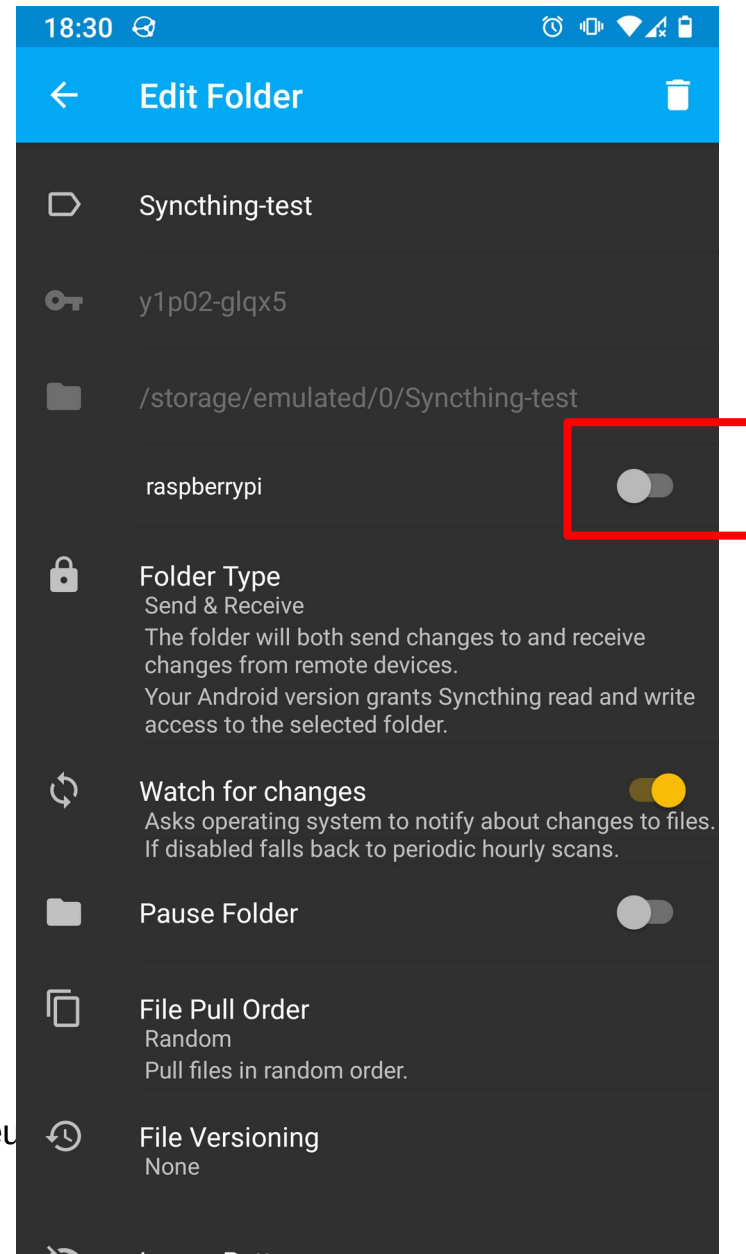 18:30
Edit Folder
Syncthing-test
y1p02-glqx5
/storage/emulated/0/Syncthing-test
raspberrypi
Folder Type
Send & Receive
The folder will both send changes to and receive
changes from remote devices.
Your Android version grants Syncthing read and write
access to the selected folder.
Watch for changes
Asks operating system to notify about changes to files.
If disabled falls back to periodic hourly scans.
Pause Folder
File Pull Order
Random
Pull files in random order.
File Versioning
None